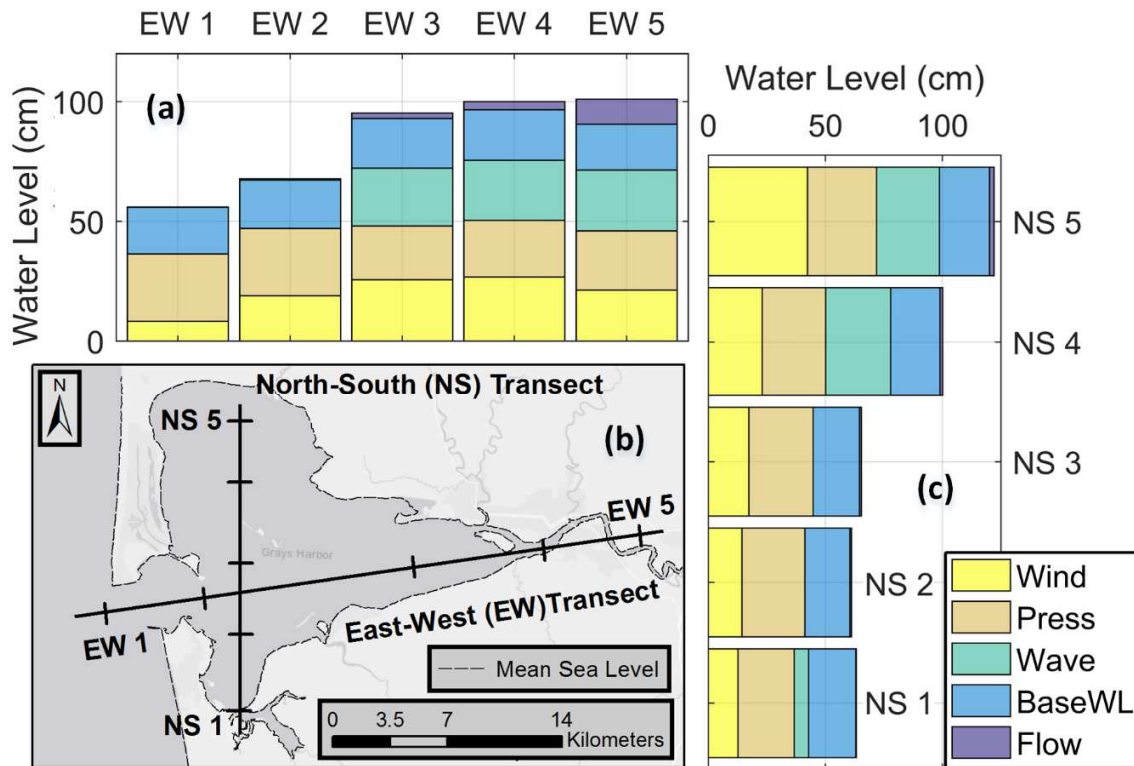 EW 1 EW 2 EW 3 EW 4 EW 5
Water Level (cm)
100
50
0
(a)
Water Level (cm)
0 50 100
NS 5
NS 4
NS 3
NS 2
NS 1
(c)
N
North-South (NS) Transect
NS 5
(b)
EW 5
Grays Harbor
EW 1
East-West (EW)Transect
Mean Sea Level
NS 1
0 3.5 7 14
Kilometers
Wind
Press
Wave
BaseWL
Flow